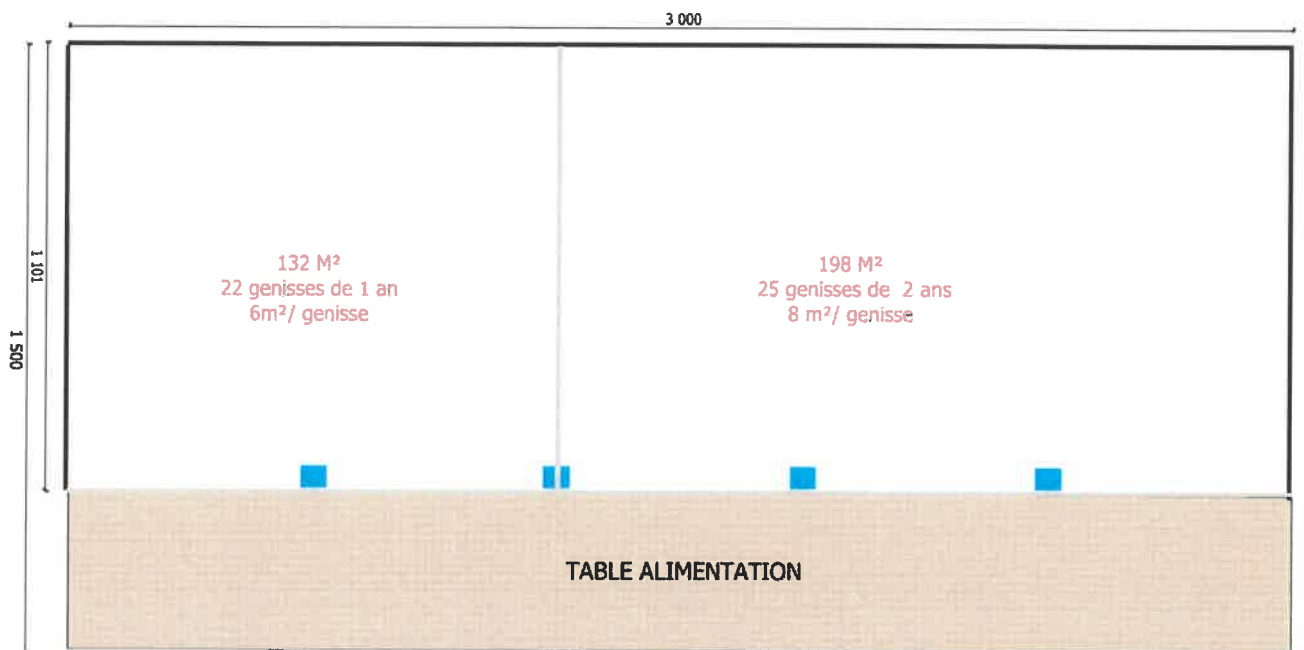 3 000
1 101
1 500
132 M²
22 genisses de 1 an
6m²/ genisse
198 M²
25 genisses de 2 ans
8 m²/ genisse
TABLE ALIMENTATION